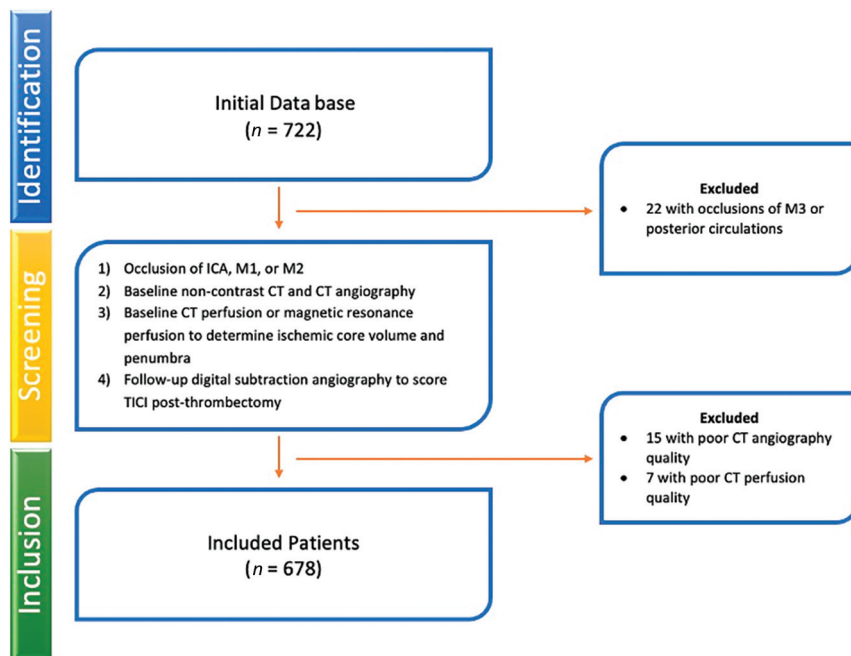 Identification
Initial Data base
(n = 722)
Excluded
• 22 with occlusions of M3 or
posterior circulations
Screening
1) Occlusion of ICA, M1, or M2
2) Baseline non-contrast CT and CT angiography
3) Baseline CT perfusion or magnetic resonance
perfusion to determine ischemic core volume and
penumbra
4) Follow-up digital subtraction angiography to score
TICI post-thrombectomy
Excluded
• 15 with poor CT angiography
quality
• 7 with poor CT perfusion
quality
Inclusion
Included Patients
(n = 678)